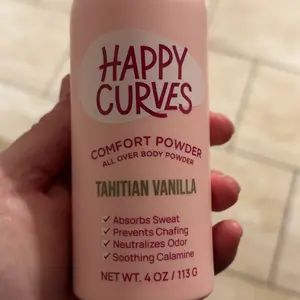 HAPPY
CURVES
COMFORT POWDER
ALL OVER BODY POWDER
TAHITIAN VANILLA
✓ Absorbs Sweat
✓ Prevents Chafing
✓ Neutralizes Odor
✓ Soothing Calamine
NET WT. 4 OZ / 113 G